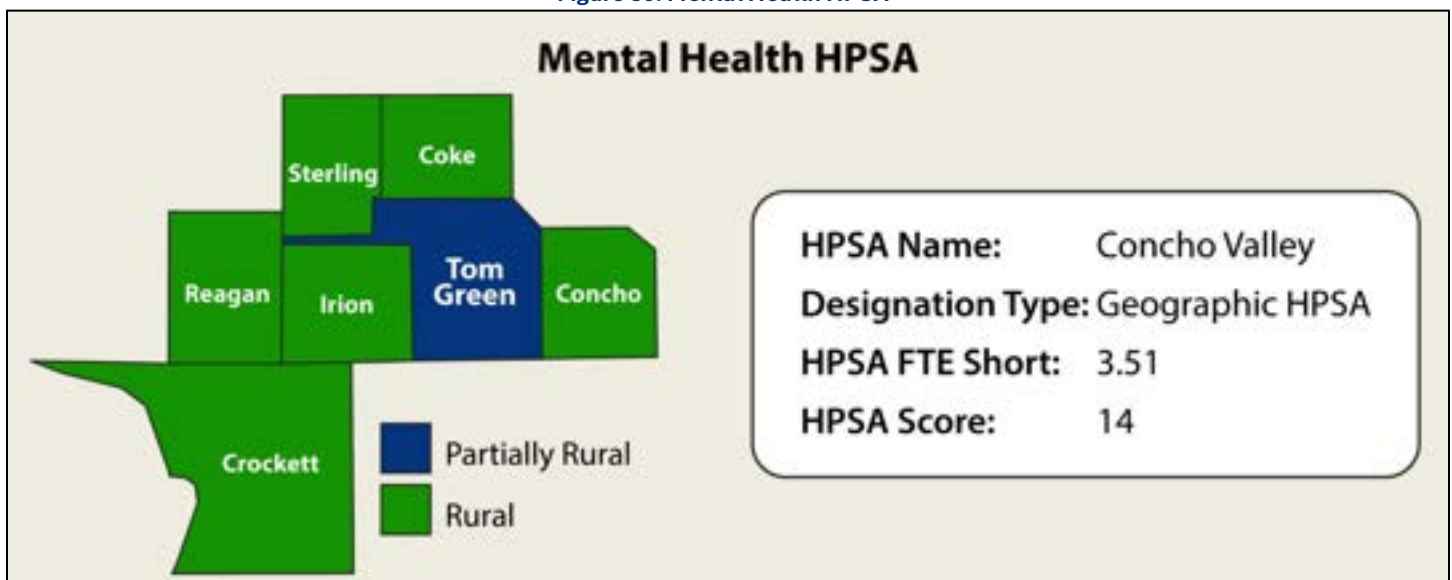 Mental Health HPSA
Coke
Sterling
Tom
Green
Reagan
Irion
Concho
Crockett
Partially Rural
Rural
HPSA Name: Concho Valley
Designation Type: Geographic HPSA
HPSA FTE Short: 3.51
HPSA Score: 14